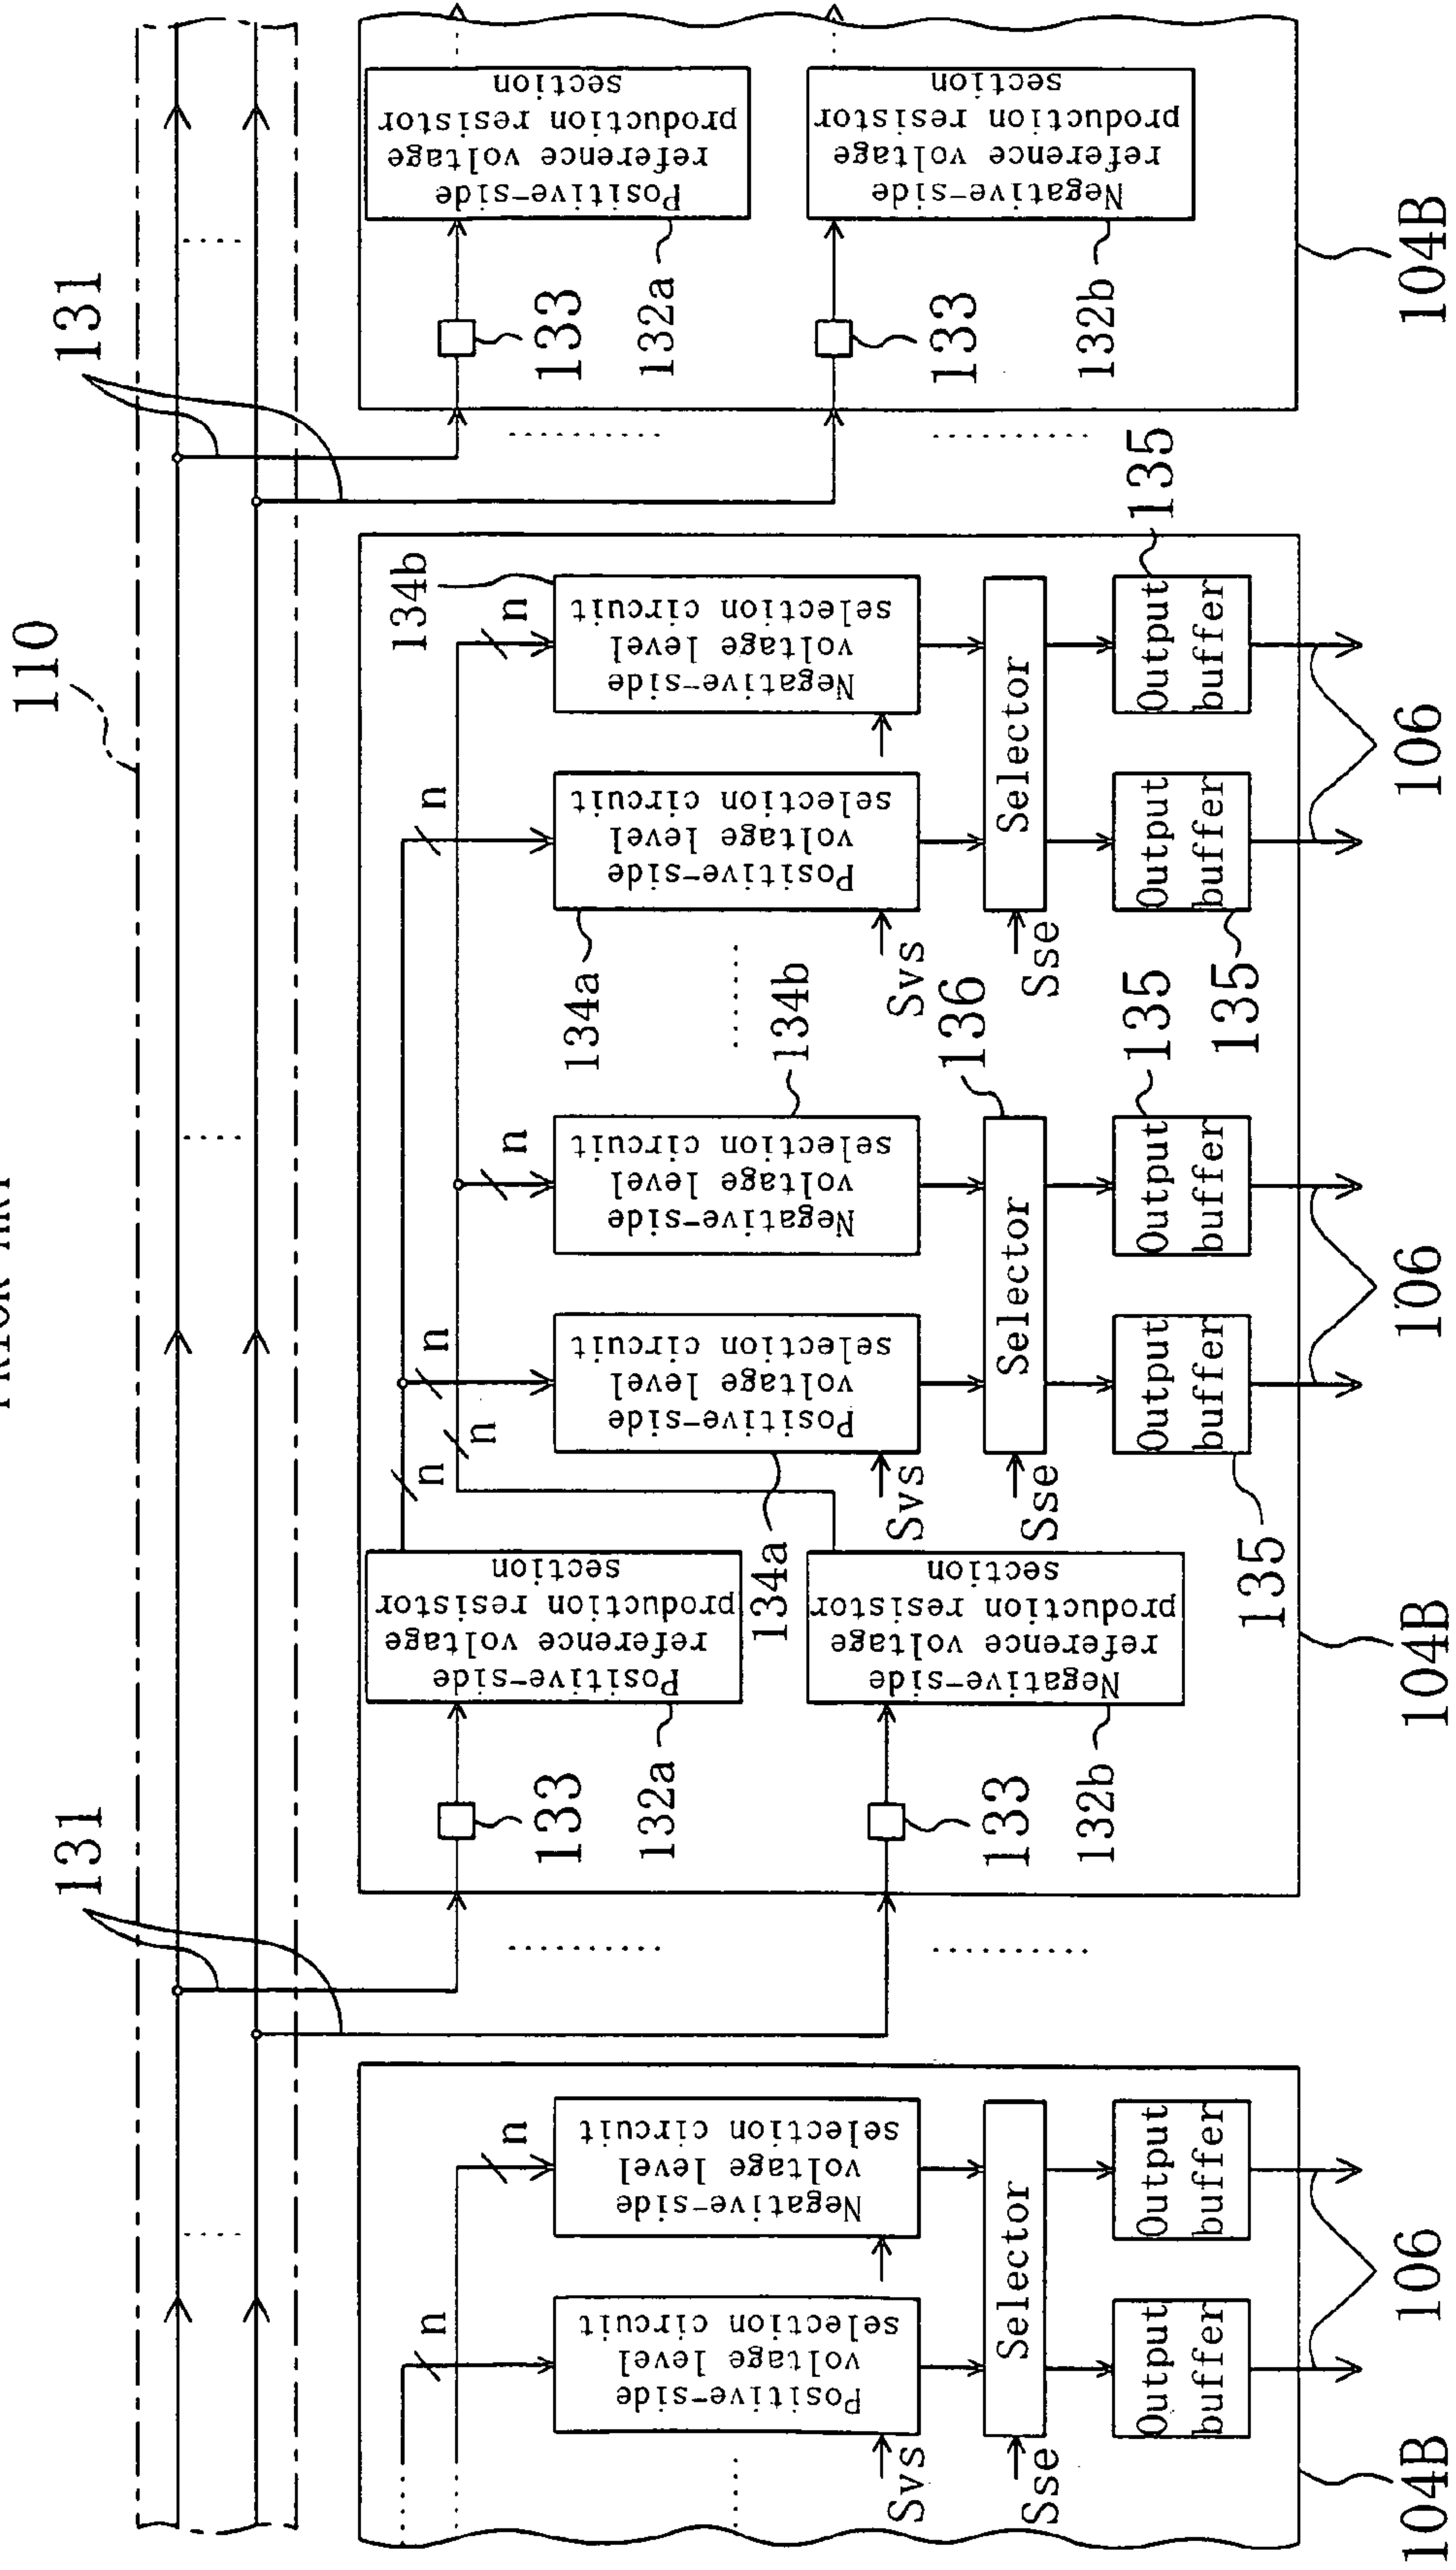 PRIOR ART
110
131
131
n
n
Positive-side
voltage level
selection circuit
Negative-side
voltage level
selection circuit
Svs
Selector
Sse
Output
buffer
Output
buffer
106
104B
133
Positive-side
reference voltage
production resistor
section
132a
133
Negative-side
reference voltage
production resistor
section
132b
n
n
n
n
n
n
134b
Positive-side
voltage level
selection circuit
134a
Negative-side
voltage level
selection circuit
134b
Positive-side
voltage level
selection circuit
134a
Negative-side
voltage level
selection circuit
Svs
Svs
Selector
136
Selector
Sse
Sse
Output
buffer
135
Output
buffer
135
Output
buffer
135
Output
buffer
135
106
106
104B
133
Positive-side
reference voltage
production resistor
section
132a
133
Negative-side
reference voltage
production resistor
section
132b
104B